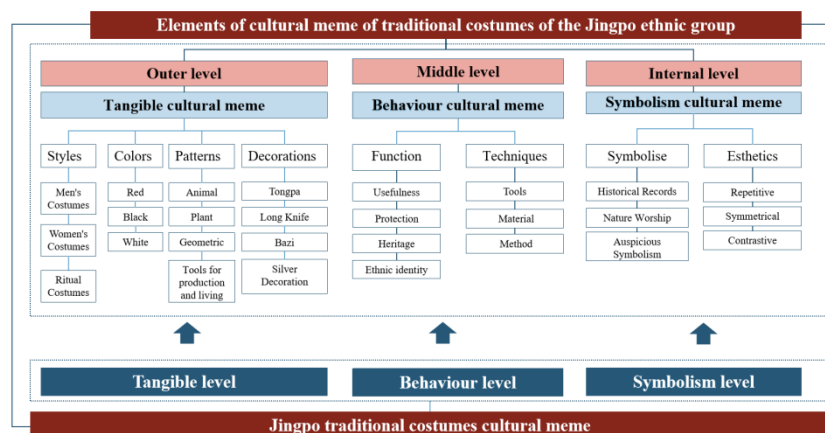 Elements of cultural meme of traditional costumes of the Jingpo ethnic group
Outer level
Middle level
Internal level
Tangible cultural meme
Behaviour cultural meme
Symbolism cultural meme
Styles
Colors
Patterns
Decorations
Function
Techniques
Symbolise
Esthetics
Men's
Costumes
Women's
Costumes
Ritual
Costumes
Red
Black
White
Animal
Plant
Geometric
Tools for
production
and living
Tongpa
Long Knife
Bazi
Silver
Decoration
Usefulness
Protection
Heritage
Ethnic identity
Tools
Material
Method
Historical Records
Nature Worship
Auspicious
Symbolism
Repetitive
Symmetrical
Contrastive
Tangible level
Behaviour level
Symbolism level
Jingpo traditional costumes cultural meme